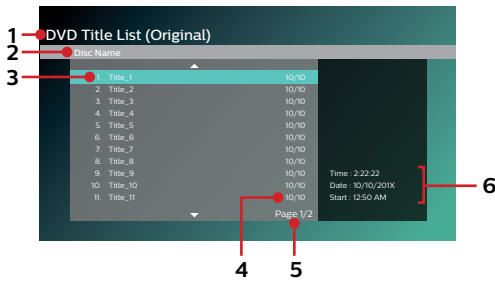 1
DVD Title List (Original)
2
Disc Name
3
1. Title_1 10/10
2. Title_2 10/10
3. Title_3 10/10
4. Title_4 10/10
5. Title_5 10/10
6. Title_6 10/10
7. Title_7 10/10
8. Title_8 10/10
9. Title_9 10/10
10. Title_10 10/10
11. Title_11 10/10
Time : 2:22:22
Date : 10/10/201X
Start : 12:50 AM
6
Page 1/2
4
5